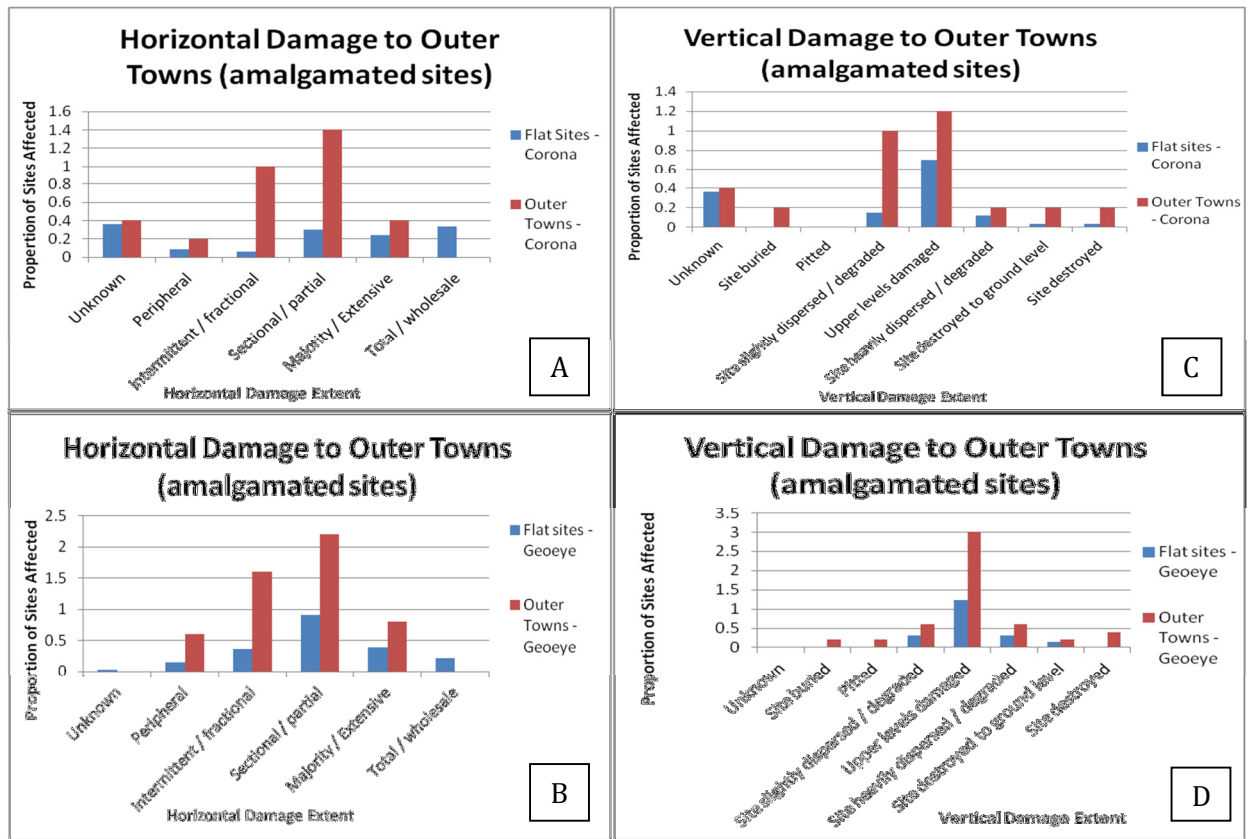 Horizontal Damage to Outer
Towns (amalgamated sites)
Proportion of Sites Affected
1.6
1.4
1.2
1
0.8
0.6
0.4
0.2
0
Unknown
Peripheral
Intermittent / fractional
Sectional / partial
Majority / Extensive
Total / wholesale
Horizontal Damage Extent
Flat Sites -
Corona
Outer
Towns -
Corona
A
Vertical Damage to Outer Towns
(amalgamated sites)
Proportion of Sites Affected
1.4
1.2
1
0.8
0.6
0.4
0.2
0
Unknown
Site buried
Pitted
Site slightly dispersed / degraded
Upper levels damaged
Site heavily dispersed / degraded
Site destroyed to ground level
Site destroyed
Vertical Damage Extent
Flat sites -
Corona
Outer Towns
- Corona
C
Horizontal Damage to Outer Towns
(amalgamated sites)
Proportion of Sites Affected
2.5
2
1.5
1
0.5
0
Unknown
Peripheral
Intermittent / fractional
Sectional / partial
Majority / Extensive
Total / wholesale
Horizontal Damage Extent
Flat sites -
Geoeye
Outer
Towns -
Geoeye
B
Vertical Damage to Outer Towns
(amalgamated sites)
Proportion of Sites Affected
3.5
3
2.5
2
1.5
1
0.5
0
Unknown
Site buried
Pitted
Site slightly dispersed / degraded
Upper levels damaged
Site heavily dispersed / degraded
Site destroyed to ground level
Site destroyed
Vertical Damage Extent
Flat sites -
Geoeye
Outer
Towns -
Geoeye
D